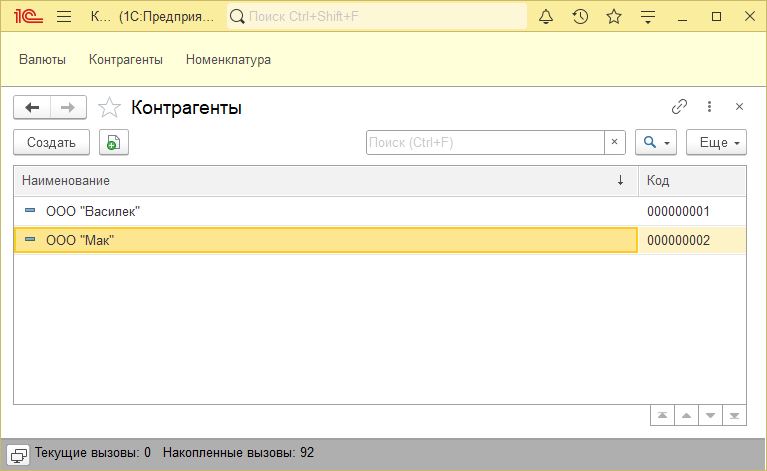 1С К... (1С:Предприя... Поиск Ctrl+Shift+F
Валюты Контрагенты Номенклатура
Контрагенты
Создать Поиск (Ctrl+F) × Еще
Наименование ↓ Код
ООО "Василек" 000000001
ООО "Мак" 000000002
Текущие вызовы: 0 Накопленные вызовы: 92